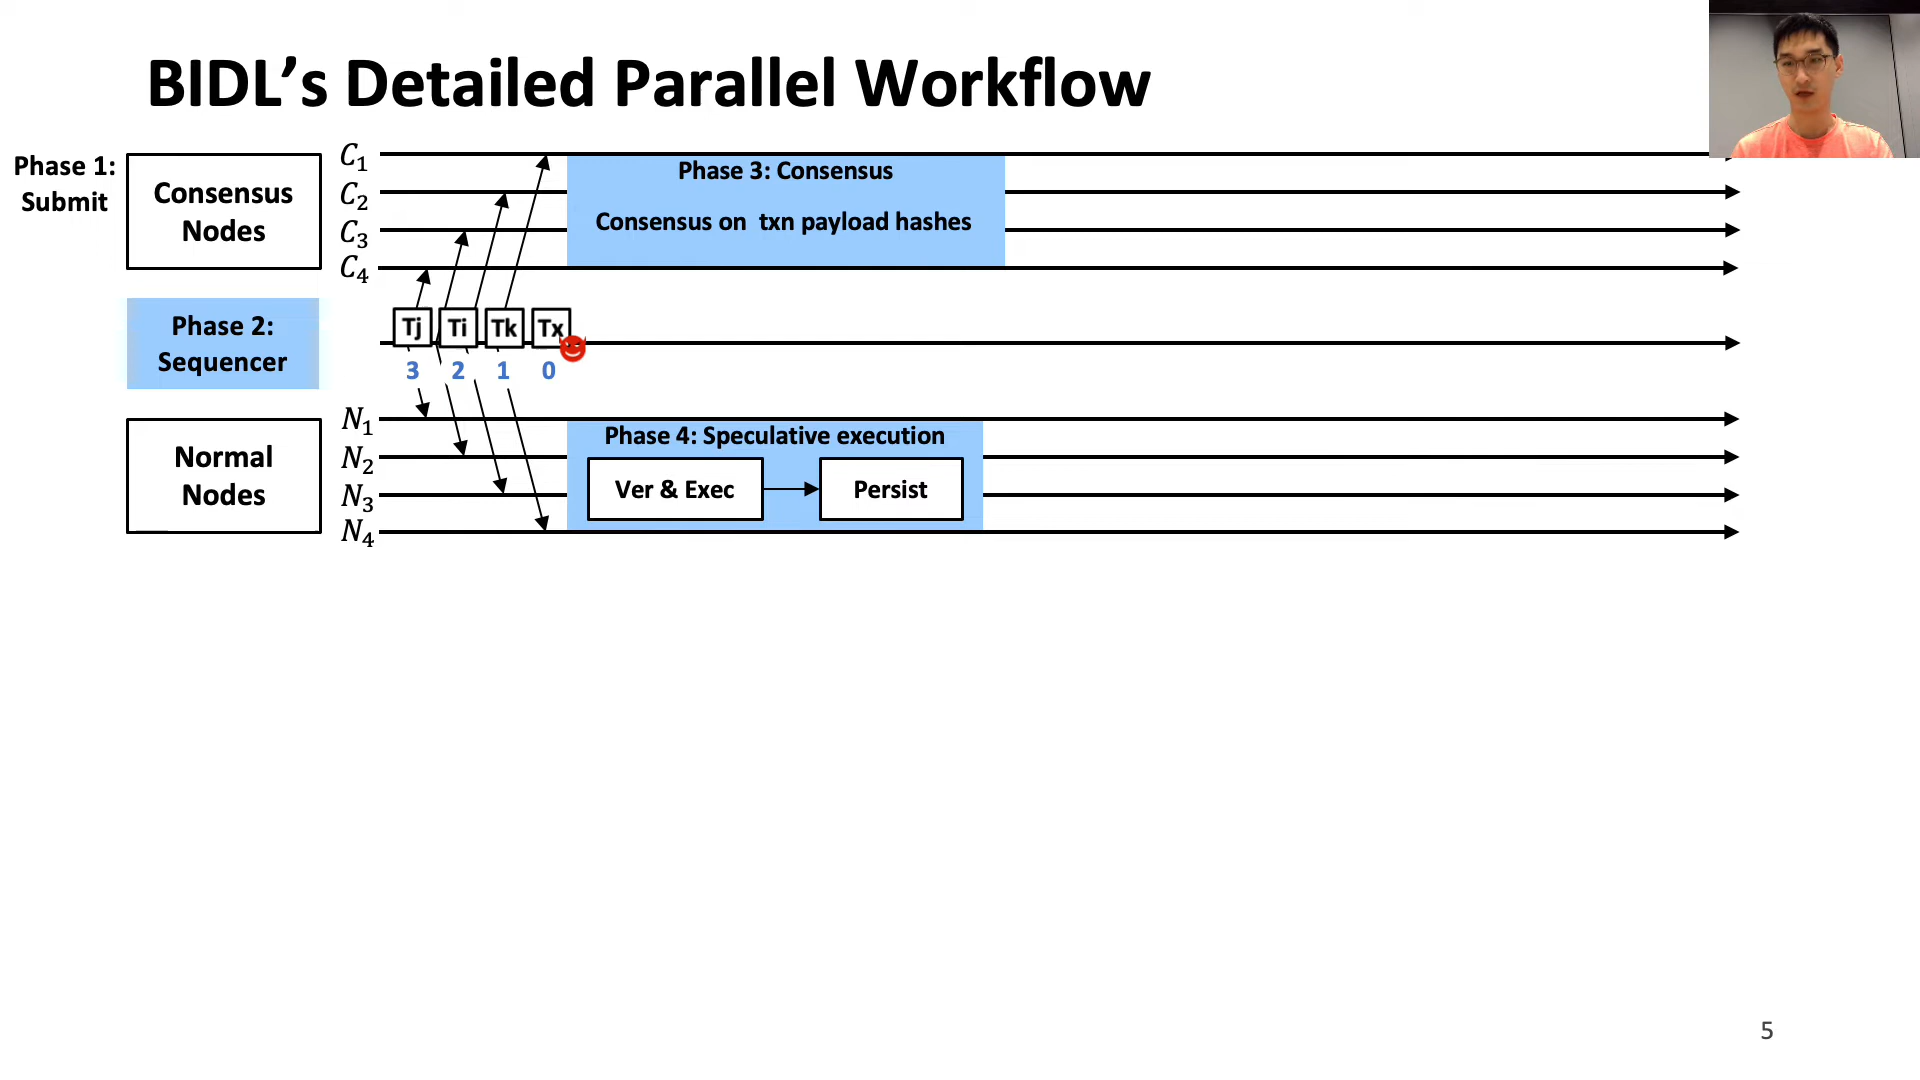 BIDL’s Detailed Parallel Workflow
Phase 1:
Submit
Consensus
Nodes
C1
C2
C3
C4
Phase 3: Consensus
Consensus on txn payload hashes
Phase 2:
Sequencer
Tj
Ti
Tk
Tx
3
2
1
0
Normal
Nodes
N1
N2
N3
N4
Phase 4: Speculative execution
Ver & Exec
Persist
5